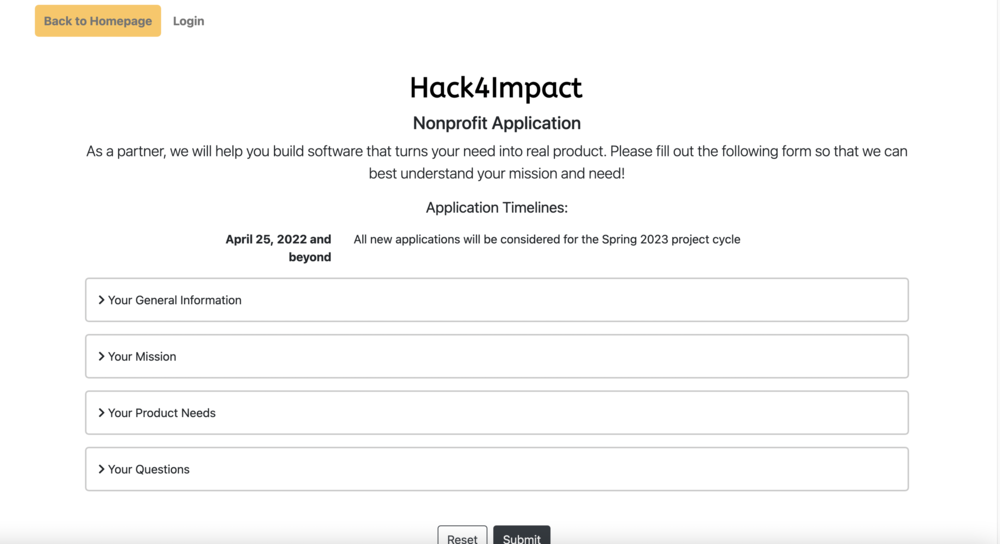 Back to Homepage
Login
Hack4Impact
Nonprofit Application
As a partner, we will help you build software that turns your need into real product. Please fill out the following form so that we can
best understand your mission and need!
Application Timelines:
April 25, 2022 and
beyond
All new applications will be considered for the Spring 2023 project cycle
Your General Information
Your Mission
Your Product Needs
Your Questions
Reset
Submit